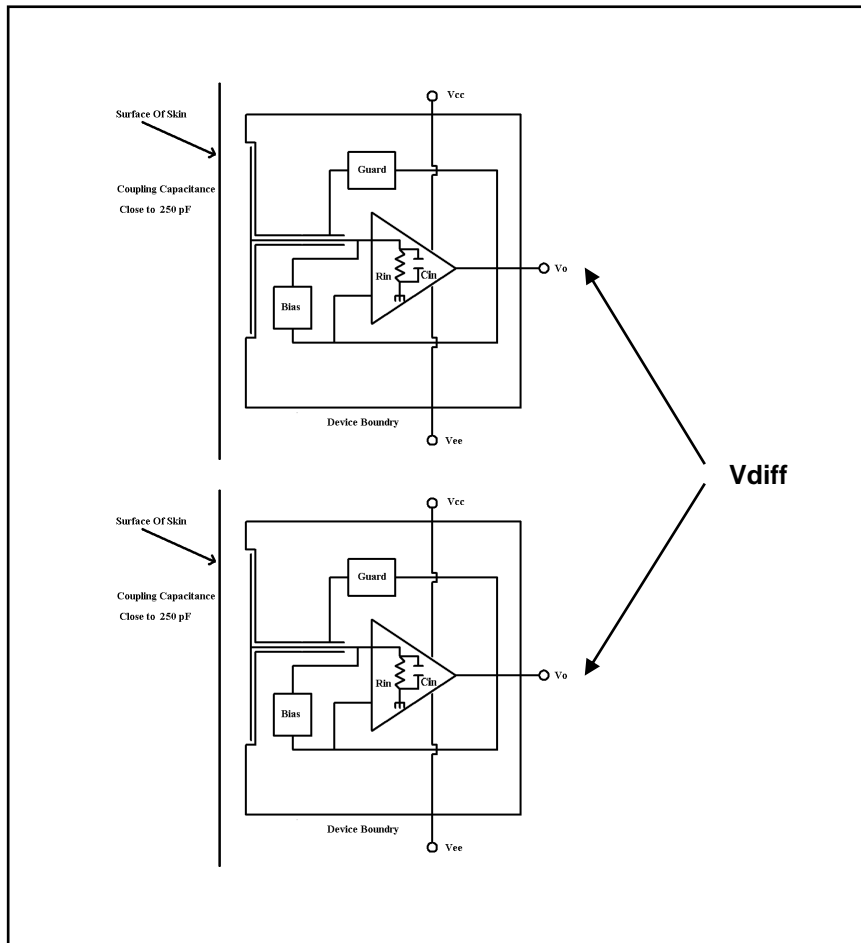 Vcc
Surface Of Skin
Guard
Coupling Capacitance
Close to 250 pF
Rin
Cin
Vo
Bias
Device Boundry
Vee
Vdiff
Vcc
Surface Of Skin
Guard
Coupling Capacitance
Close to 250 pF
Rin
Cin
Vo
Bias
Device Boundry
Vee